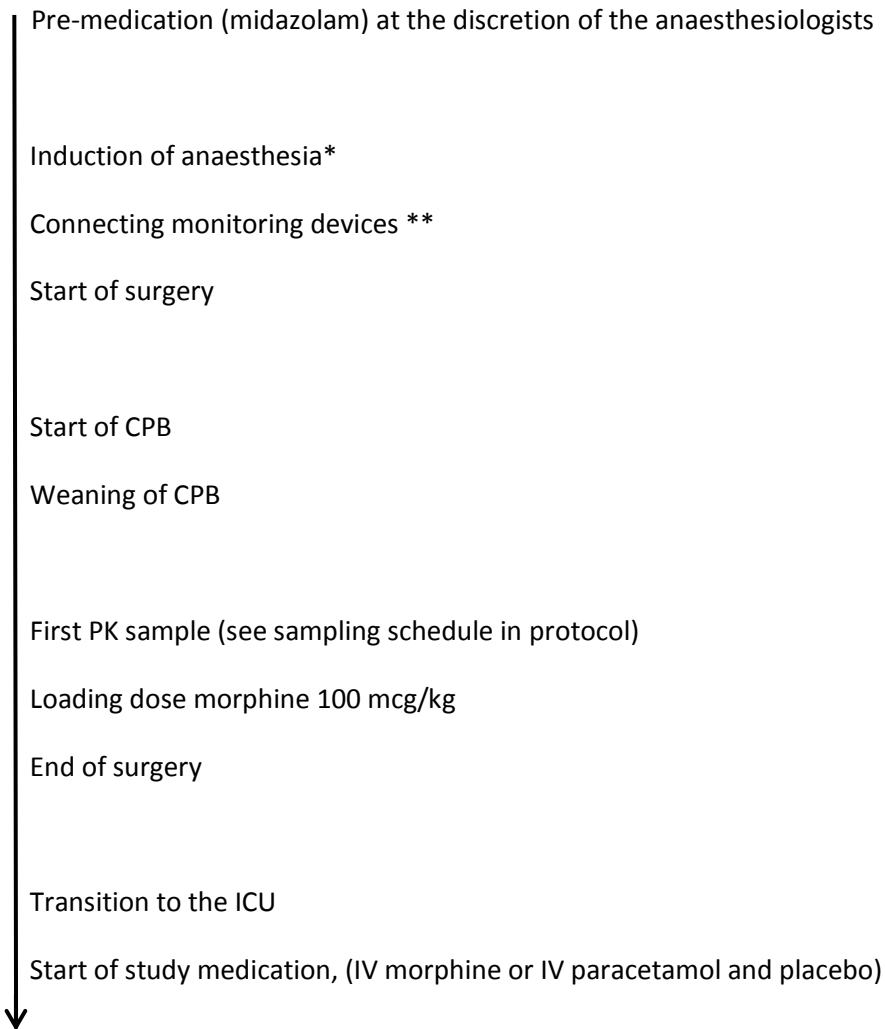 Pre-medication (midazolam) at the discretion of the anaesthesiologists
Induction of anaesthesia*
Connecting monitoring devices **
Start of surgery
Start of CPB
Weaning of CPB
First PK sample (see sampling schedule in protocol)
Loading dose morphine 100 mcg/kg
End of surgery
Transition to the ICU
Start of study medication, (IV morphine or IV paracetamol and placebo)